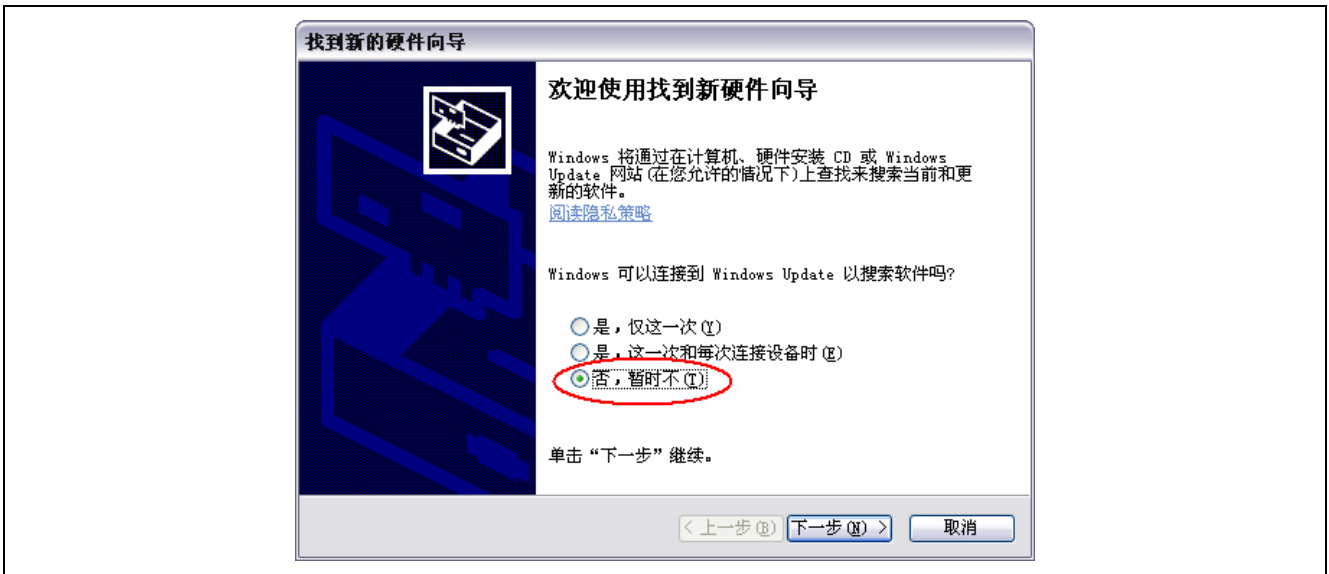 找到新的硬件向导
欢迎使用找到新硬件向导
Windows 将通过在计算机、硬件安装 CD 或 Windows
Update 网站(在您允许的情况下)上查找来搜索当前和更
新的软件。
阅读隐私策略
Windows 可以连接到 Windows Update 以搜索软件吗?
是，仅这一次(Y)
是，这一次和每次连接设备时(E)
否，暂时不(T)
单击“下一步”继续。
< 上一步(B) 下一步(N) > 取消